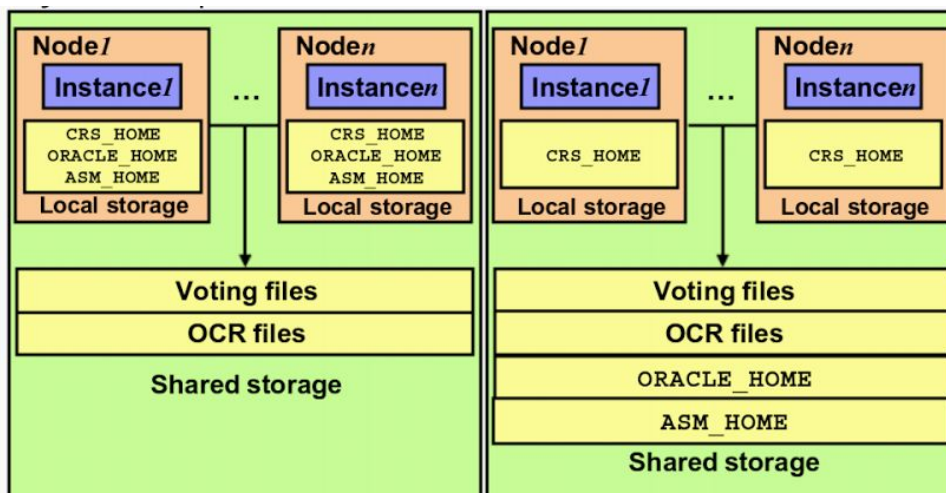 Node1
Instance1
CRS_HOME
ORACLE_HOME
ASM_HOME
Local storage
...
Noden
Instancen
CRS_HOME
ORACLE_HOME
ASM_HOME
Local storage
Voting files
OCR files
Shared storage
Node1
Instance1
CRS_HOME
Local storage
...
Noden
Instancen
CRS_HOME
Local storage
Voting files
OCR files
ORACLE_HOME
ASM_HOME
Shared storage